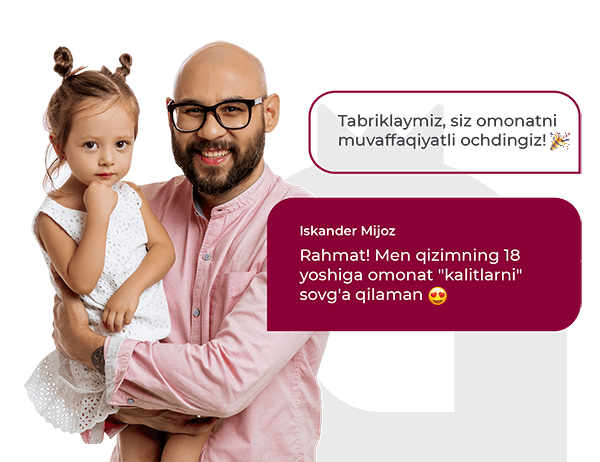 Tabriklaymiz, siz omonatni
muvaffaqiyatli ochdingiz! 🎉
Iskander Mijoz
Rahmat! Men qizimning 18
yoshiga omonat "kalitlarni"
sovg'a qilaman 😍